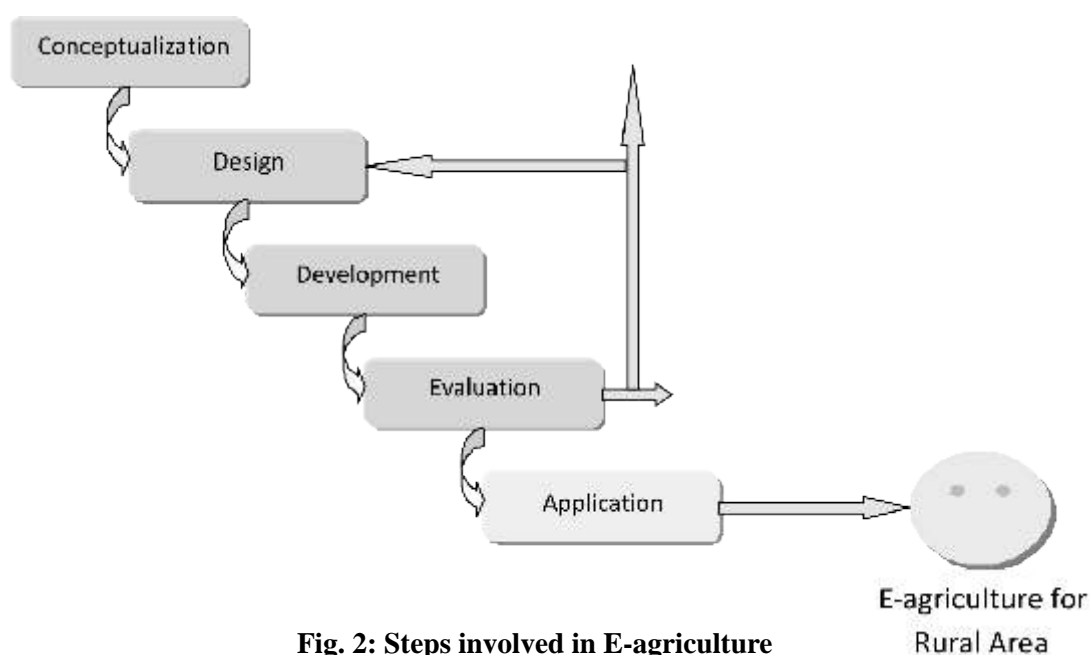 Conceptualization
Design
Development
Evaluation
Application
E-agriculture for
Rural Area
Fig. 2: Steps involved in E-agriculture